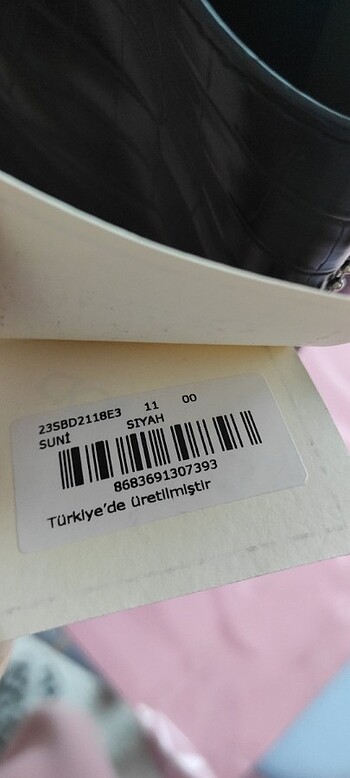 23SBD2118E3 11 00
SUNİ SIYAH
8683691307393
Türkiye'de üretilmiştir